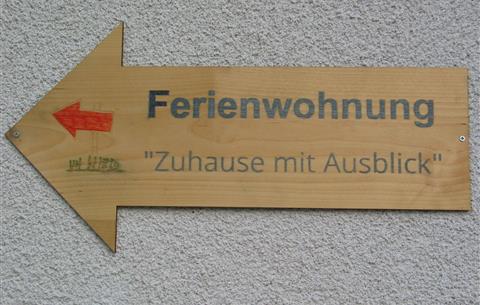 Ferienwohnung
"Zuhause mit Ausblick"